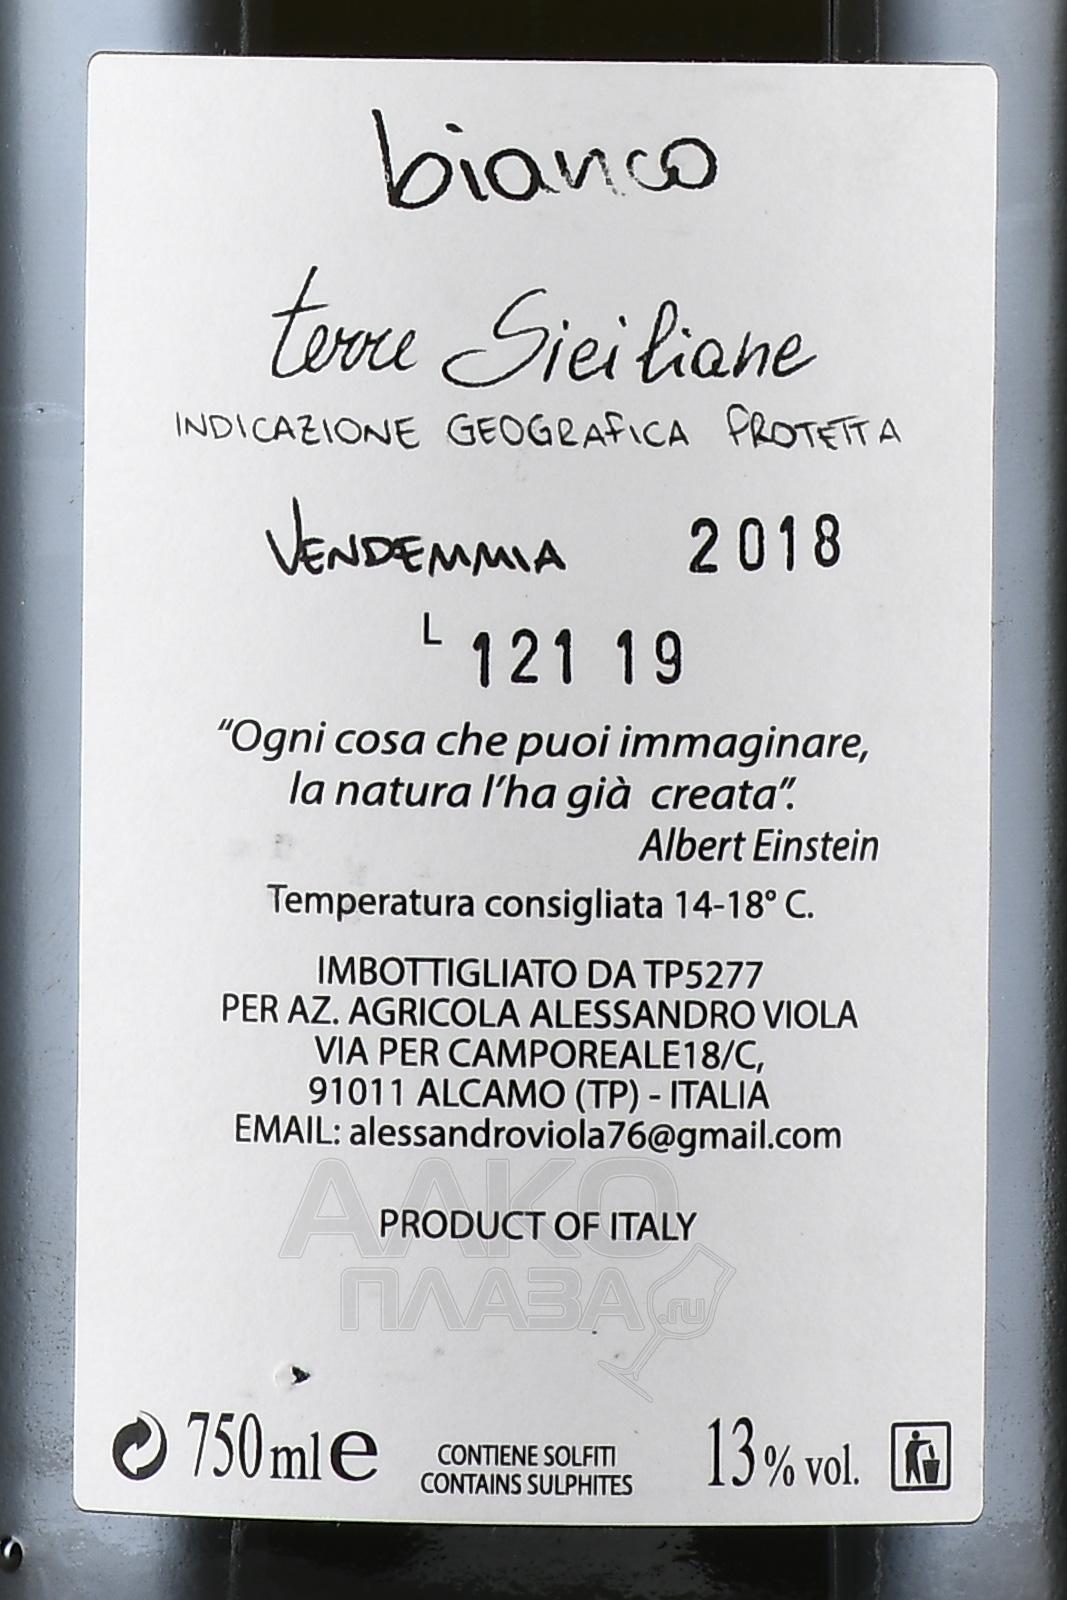 bianco
terre Siciliane
INDICAZIONE GEOGRAFICA PROTETTA
VENDEMMIA 2018
L 121 19
“Ogni cosa che puoi immaginare,
la natura l’ha già creata”.
Albert Einstein
Temperatura consigliata 14-18° C.
IMBOTTIGLIATO DA TP5277
PER AZ. AGRICOLA ALESSANDRO VIOLA
VIA PER CAMPOREALE18/C,
91011 ALCAMO (TP) - ITALIA
EMAIL: alessandroviola76@gmail.com
АЛКО
PRODUCT OF ITALY
ПЛАЗА.ru
750 ml e CONTIENE SOLFITI 13 % vol.
CONTAINS SULPHITES